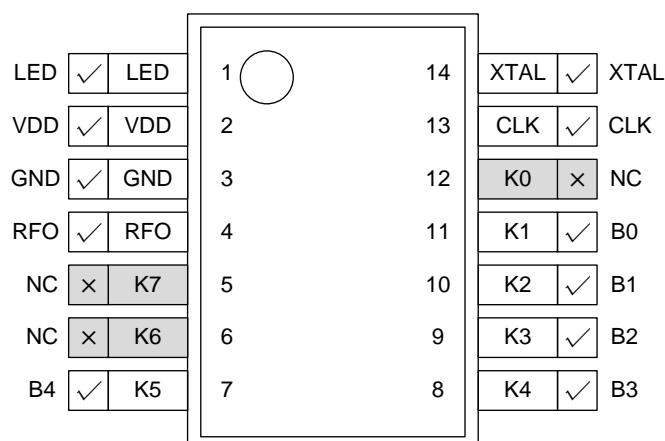 LED ✓ LED 1 14 XTAL ✓ XTAL
VDD ✓ VDD 2 13 CLK ✓ CLK
GND ✓ GND 3 12 K0 × NC
RFO ✓ RFO 4 11 K1 ✓ B0
NC × K7 5 10 K2 ✓ B1
NC × K6 6 9 K3 ✓ B2
B4 ✓ K5 7 8 K4 ✓ B3